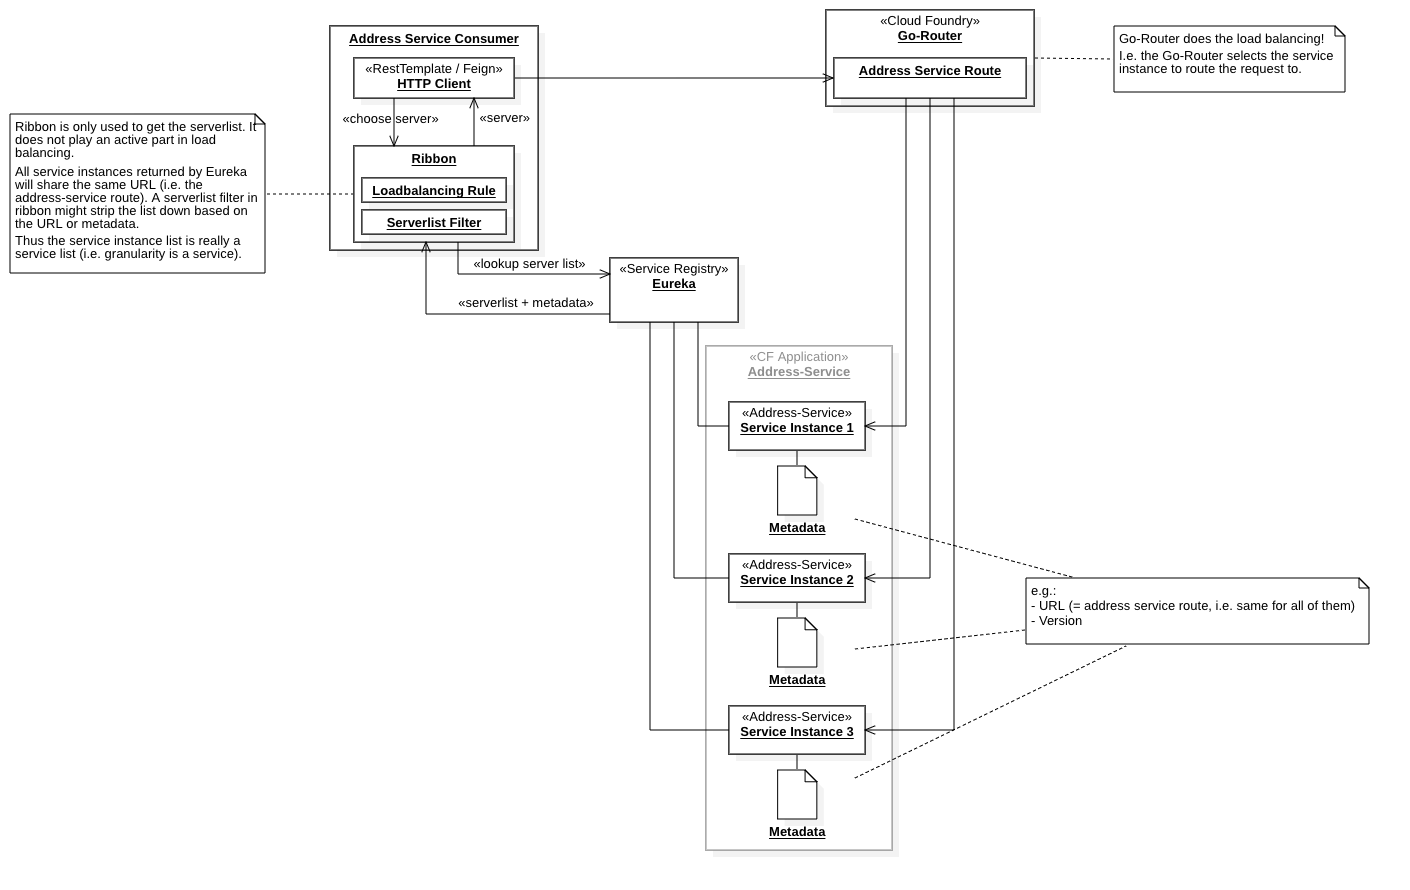 «Cloud Foundry»
Go-Router
Address Service Route
Go-Router does the load balancing!
I.e. the Go-Router selects the service
instance to route the request to.
Address Service Consumer
«RestTemplate / Feign»
HTTP Client
«choose server»
«server»
Ribbon
Loadbalancing Rule
Serverlist Filter
Ribbon is only used to get the serverlist. It
does not play an active part in load
balancing.
All service instances returned by Eureka
will share the same URL (i.e. the
address-service route). A serverlist filter in
ribbon might strip the list down based on
the URL or metadata.
Thus the service instance list is really a
service list (i.e. granularity is a service).
«lookup server list»
«serverlist + metadata»
«Service Registry»
Eureka
«CF Application»
Address-Service
«Address-Service»
Service Instance 1
Metadata
«Address-Service»
Service Instance 2
Metadata
«Address-Service»
Service Instance 3
Metadata
e.g.:
- URL (= address service route, i.e. same for all of them)
- Version